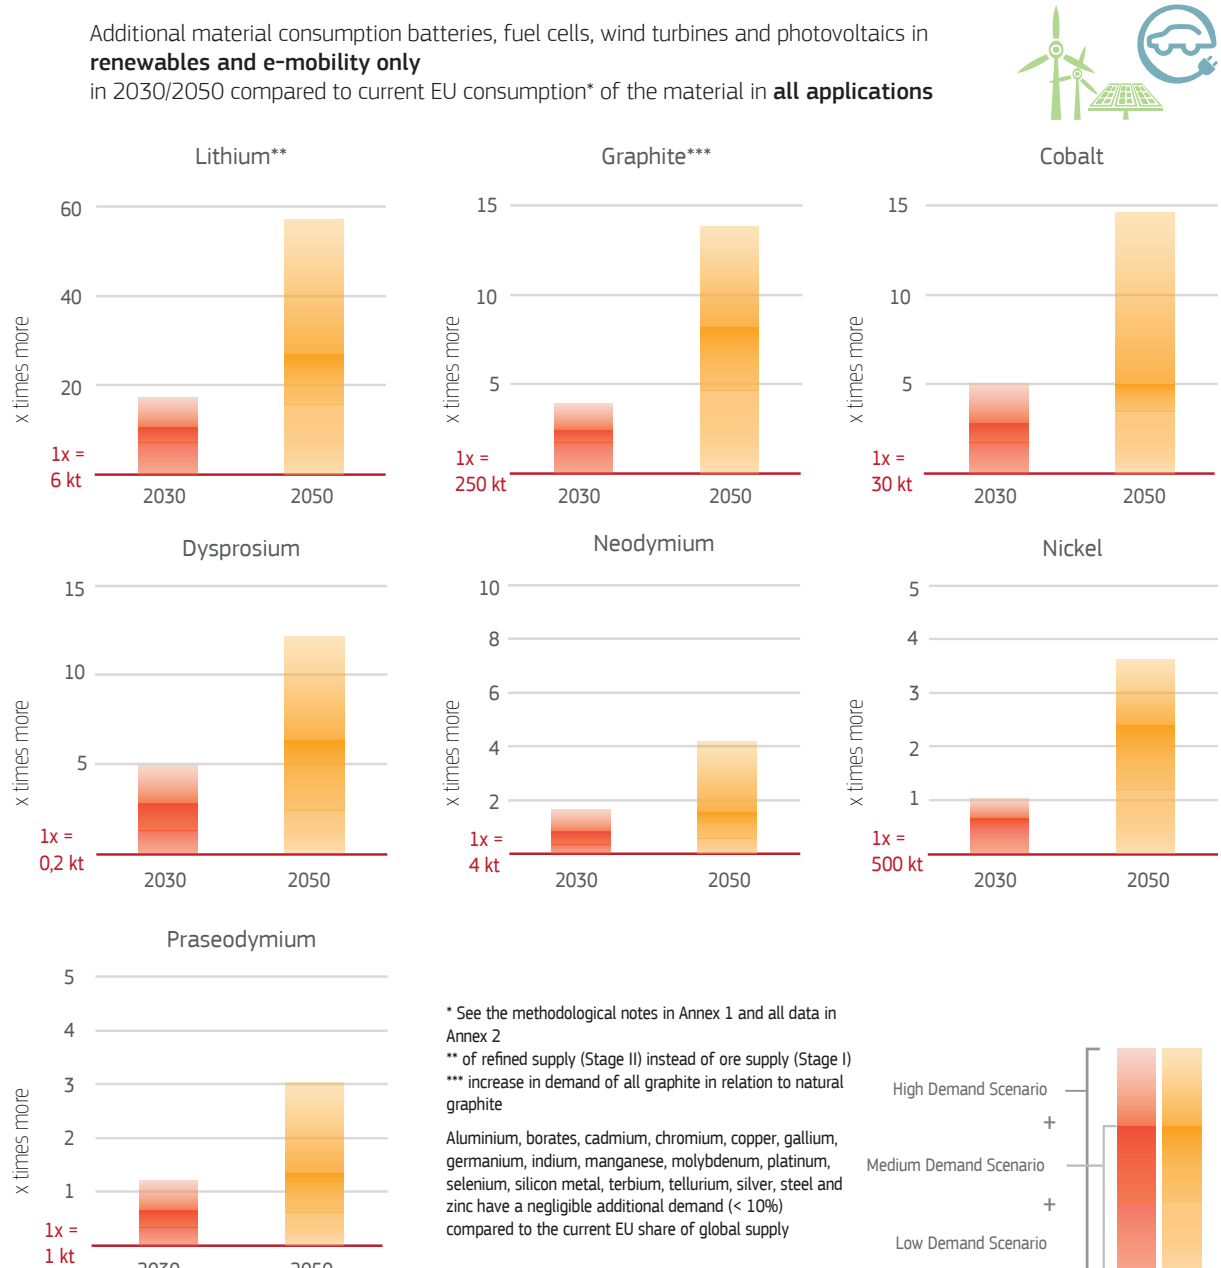 Additional material consumption batteries, fuel cells, wind turbines and photovoltaics in
renewables and e-mobility only
in 2030/2050 compared to current EU consumption* of the material in all applications
Lithium**
60
40
20
x times more
1x =
6 kt
2030
2050
Graphite***
15
10
5
x times more
1x =
250 kt
2030
2050
Cobalt
15
10
5
x times more
1x =
30 kt
2030
2050
Dysprosium
15
10
5
x times more
1x =
0,2 kt
2030
2050
Neodymium
10
8
6
4
2
x times more
1x =
4 kt
2030
2050
Nickel
5
4
3
2
1
x times more
1x =
500 kt
2030
2050
Praseodymium
5
4
3
2
1
x times more
1x =
1 kt
2030
2050
* See the methodological notes in Annex 1 and all data in
Annex 2
** of refined supply (Stage II) instead of ore supply (Stage I)
*** increase in demand of all graphite in relation to natural
graphite
Aluminium, borates, cadmium, chromium, copper, gallium,
germanium, indium, manganese, molybdenum, platinum,
selenium, silicon metal, terbium, tellurium, silver, steel and
zinc have a negligible additional demand (< 10%)
compared to the current EU share of global supply
High Demand Scenario
+
Medium Demand Scenario
+
Low Demand Scenario